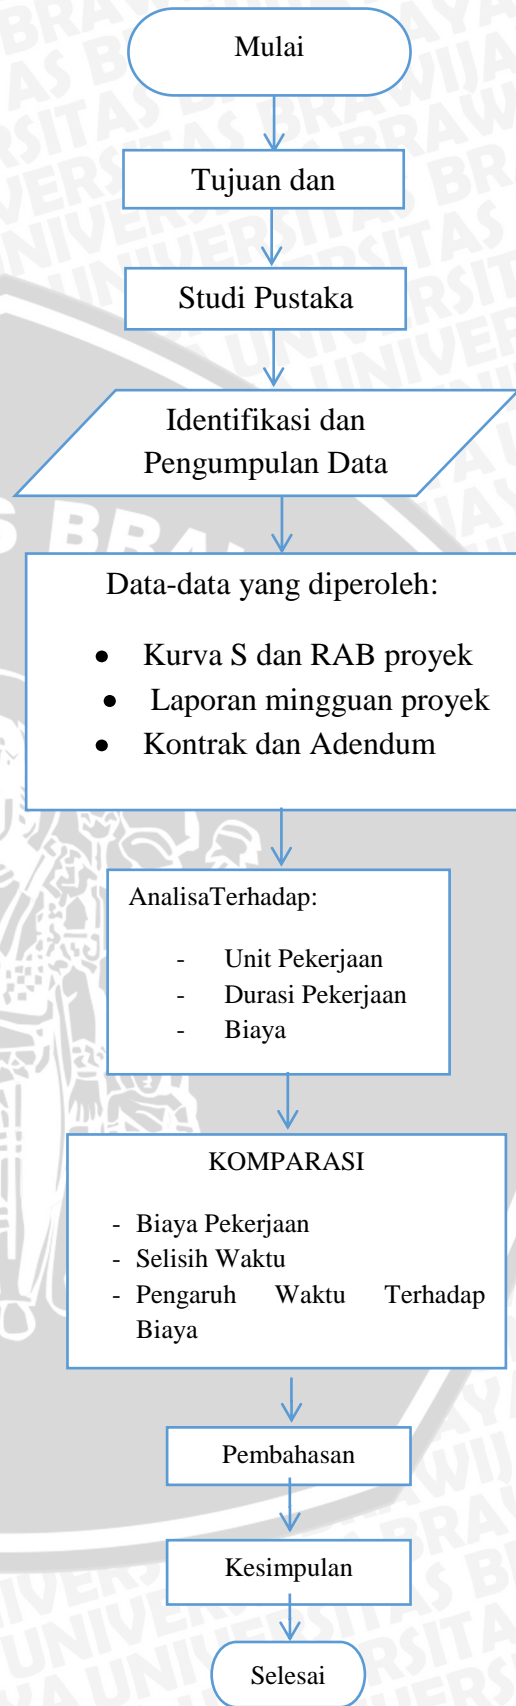 Mulai
Tujuan dan
Studi Pustaka
Identifikasi dan
Pengumpulan Data
Data-data yang diperoleh:
● Kurva S dan RAB proyek
● Laporan mingguan proyek
● Kontrak dan Adendum
AnalisaTerhadap:
- Unit Pekerjaan
- Durasi Pekerjaan
- Biaya
KOMPARASI
- Biaya Pekerjaan
- Selisih Waktu
- Pengaruh Waktu Terhadap
Biaya
Pembahasan
Kesimpulan
Selesai